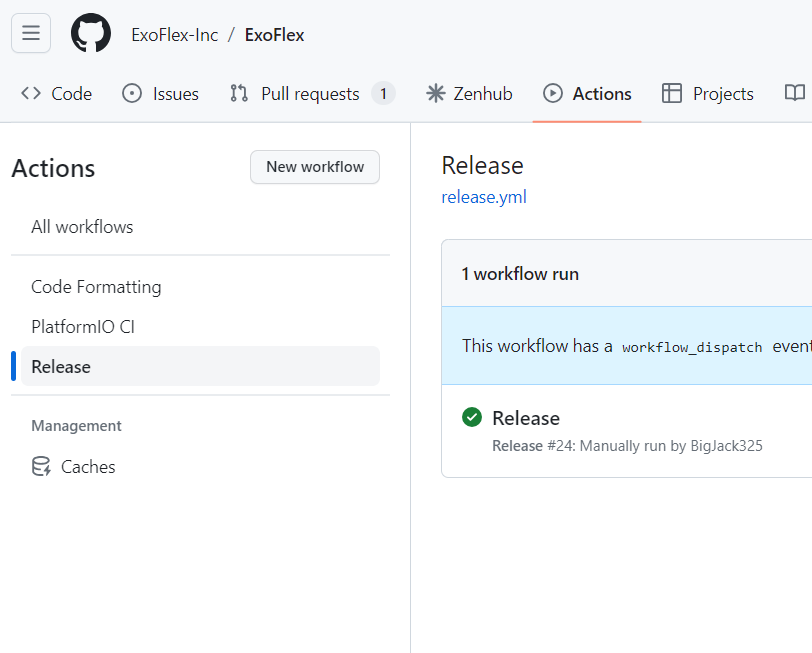 ExoFlex-Inc / ExoFlex
Code Issues Pull requests 1 Zenhub Actions Projects
Actions
New workflow
All workflows
Code Formatting
PlatformIO CI
Release
Management
Caches
Release
release.yml
1 workflow run
This workflow has a workflow_dispatch event
Release
Release #24: Manually run by BigJack325